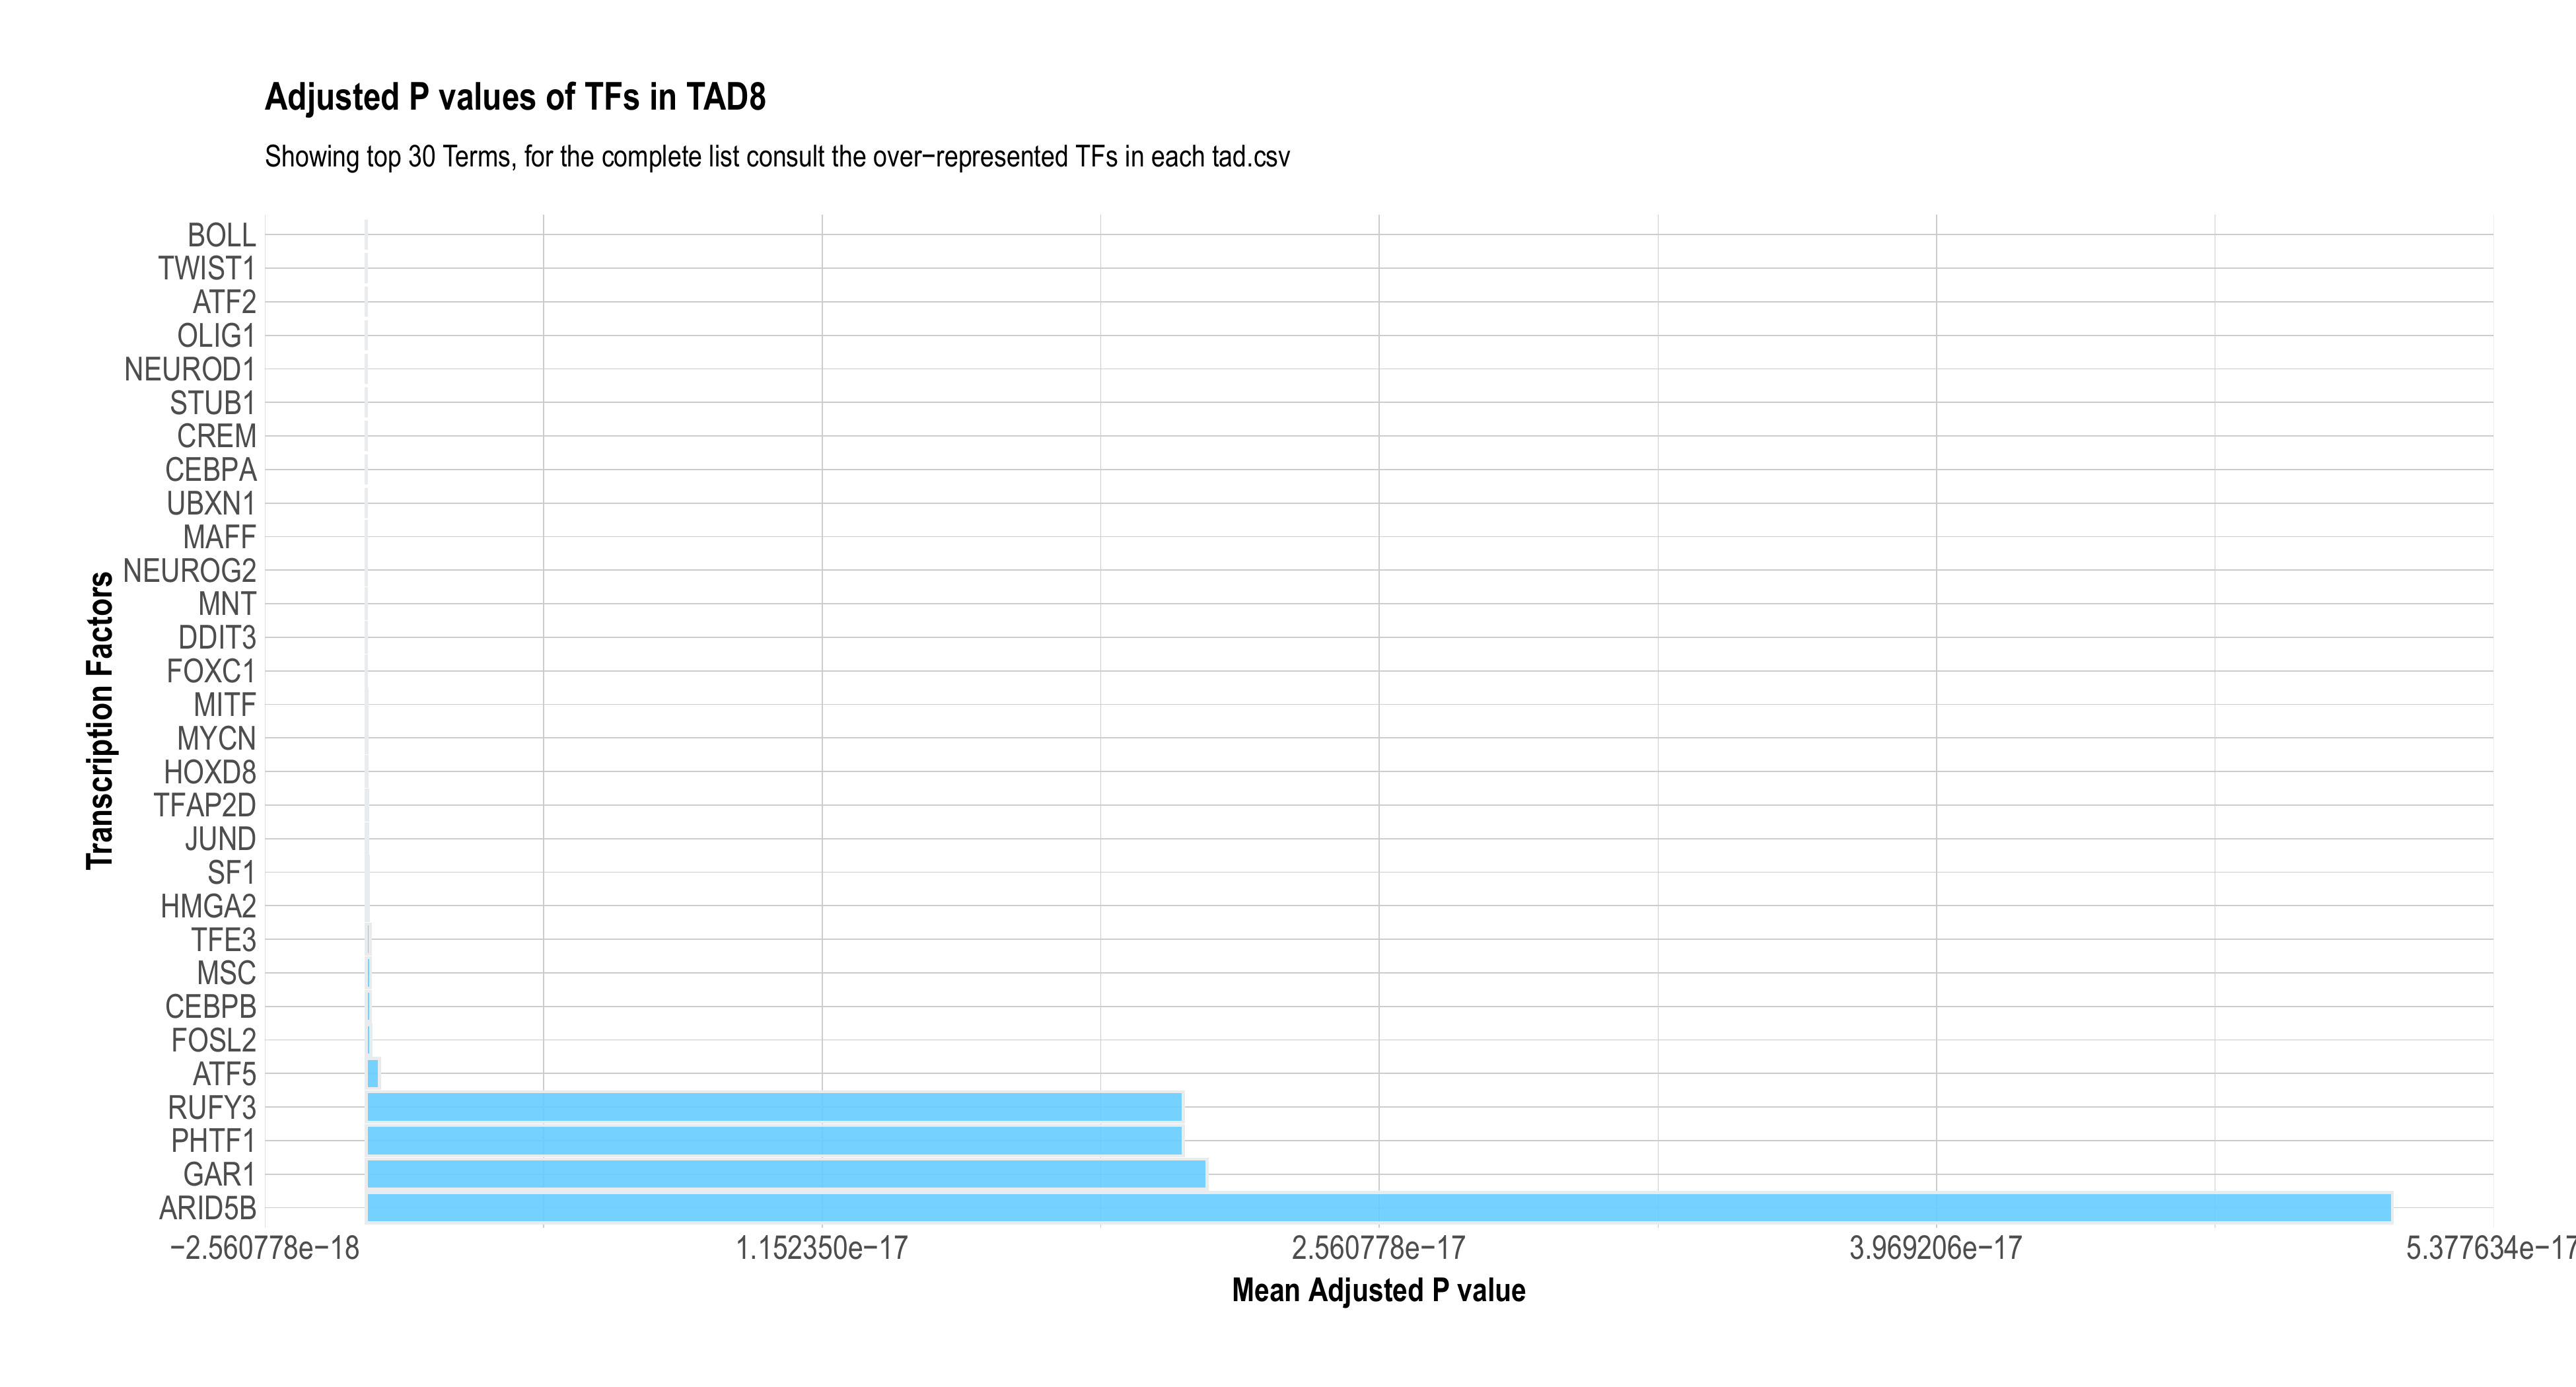 Adjusted P values of TFs in TAD8
Showing top 30 Terms, for the complete list consult the over−represented TFs in each tad.csv
Transcription Factors
BOLL
TWIST1
ATF2
OLIG1
NEUROD1
STUB1
CREM
CEBPA
UBXN1
MAFF
NEUROG2
MNT
DDIT3
FOXC1
MITF
MYCN
HOXD8
TFAP2D
JUND
SF1
HMGA2
TFE3
MSC
CEBPB
FOSL2
ATF5
RUFY3
PHTF1
GAR1
ARID5B
−2.560778e−18 1.152350e−17 2.560778e−17 3.969206e−17 5.377634e−17
Mean Adjusted P value